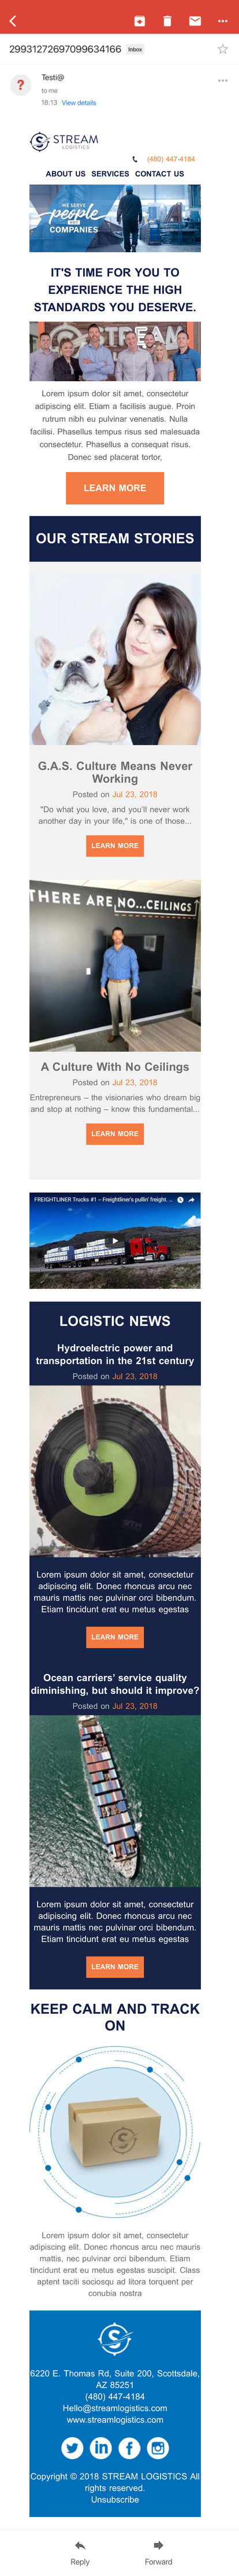 29931272697099634166 Inbox
Testi@
to me
18:13 View details
STREAM
LOGISTICS
(480) 447-4184
ABOUT US SERVICES CONTACT US
WE SERVE
people
NOT
COMPANIES
IT'S TIME FOR YOU TO
EXPERIENCE THE HIGH
STANDARDS YOU DESERVE.
Lorem ipsum dolor sit amet, consectetur
adipiscing elit. Etiam a facilisis augue. Proin
rutrum nibh eu pulvinar venenatis. Nulla
facilisi. Phasellus tempus risus sed malesuada
consectetur. Phasellus a consequat risus.
Donec sed placerat tortor,
LEARN MORE
OUR STREAM STORIES
G.A.S. Culture Means Never
Working
Posted on Jul 23, 2018
"Do what you love, and you'll never work
another day in your life," is one of those...
LEARN MORE
THERE ARE NO...CEILINGS
A Culture With No Ceilings
Posted on Jul 23, 2018
Entrepreneurs – the visionaries who dream big
and stop at nothing – know this fundamental...
LEARN MORE
FREIGHTLINER Trucks #1 – Freightliner's pullin' freight. ...
LOGISTIC NEWS
Hydroelectric power and
transportation in the 21st century
Posted on Jul 23, 2018
Lorem ipsum dolor sit amet, consectetur
adipiscing elit. Donec rhoncus arcu nec
mauris mattis nec pulvinar orci bibendum.
Etiam tincidunt erat eu metus egestas
LEARN MORE
Ocean carriers' service quality
diminishing, but should it improve?
Posted on Jul 23, 2018
Lorem ipsum dolor sit amet, consectetur
adipiscing elit. Donec rhoncus arcu nec
mauris mattis nec pulvinar orci bibendum.
Etiam tincidunt erat eu metus egestas
LEARN MORE
KEEP CALM AND TRACK
ON
Lorem ipsum dolor sit amet, consectetur
adipiscing elit. Donec rhoncus arcu nec mauris
mattis, nec pulvinar orci bibendum. Etiam
tincidunt erat eu metus egestas suscipit. Class
aptent taciti sociosqu ad litora torquent per
conubia nostra
6220 E. Thomas Rd, Suite 200, Scottsdale,
AZ 85251
(480) 447-4184
Hello@streamlogistics.com
www.streamlogistics.com
Copyright © 2018 STREAM LOGISTICS All
rights reserved.
Unsubscribe
Reply Forward